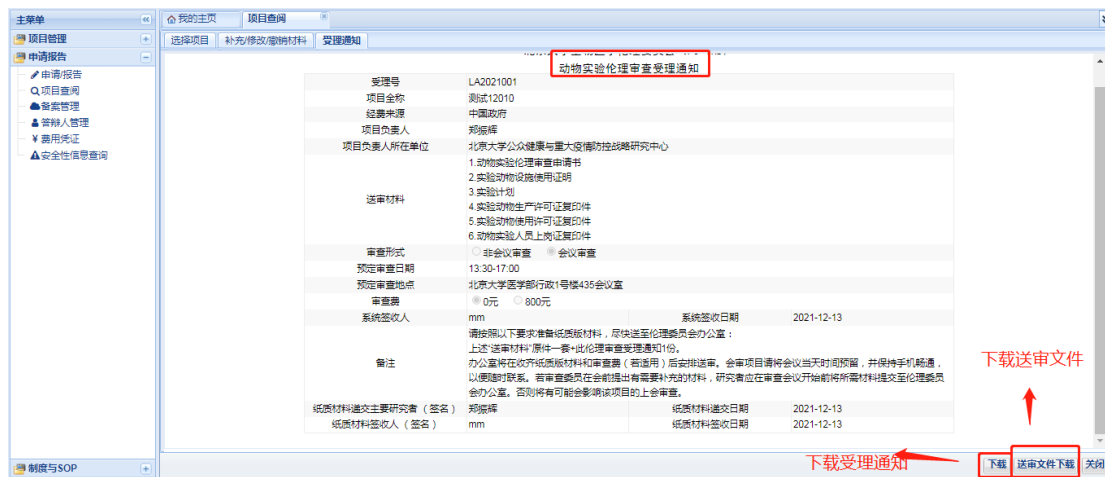 主菜单
项目管理
申请报告
申请/报告
项目查阅
备案管理
答辩人管理
费用凭证
安全性信息查询
制度与SOP
我的主页 项目查阅
选择项目 补充/修改/撤销材料 受理通知
动物实验伦理审查受理通知
受理号 LA2021001
项目全称 测试12010
经费来源 中国政府
项目负责人 郑振辉
项目负责人所在单位 北京大学公众健康与重大疫情防控战略研究中心
送审材料
1.动物实验伦理审查申请书
2.实验动物设施使用证明
3.实验计划
4.实验动物生产许可证复印件
5.实验动物使用许可证复印件
6.动物实验人员上岗证复印件
审查形式 非会议审查 会议审查
预定审查日期 13:30-17:00
预定审查地点 北京大学医学部行政1号楼435会议室
审查费 0元 800元
系统签收人 mm 系统签收日期 2021-12-13
备注
请按照以下要求准备纸质版材料，尽快送至伦理委员会办公室：
上述“送审材料”原件一套+此伦理审查受理通知1份。
办公室将在收齐纸质版材料和审查费（若适用）后安排送审。会审项目请将会议当天时间预留，并保持手机畅通，
以便随时联系。若审查委员在会前提出有需要补充的材料，研究者应在审查会议开始前将所需材料提交至伦理委员
会办公室。否则将有可能会影响该项目的上会审查。
纸质材料递交主要研究者（签名） 郑振辉 纸质材料递交日期 2021-12-13
纸质材料签收人（签名） mm 纸质材料签收日期 2021-12-13
下载送审文件
下载受理通知
下载 送审文件下载 关闭